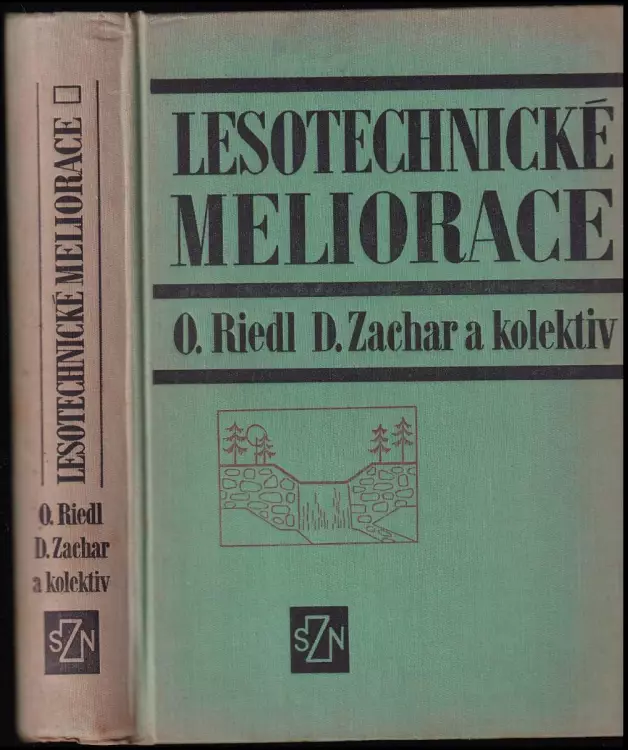 LESOTECHNICKÉ MELIORACE
O. Riedl
D. Zachar
a kolektiv
SZN
LESOTECHNICKÉ
MELIORACE
O. Riedl D. Zachar a kolektiv
SZN